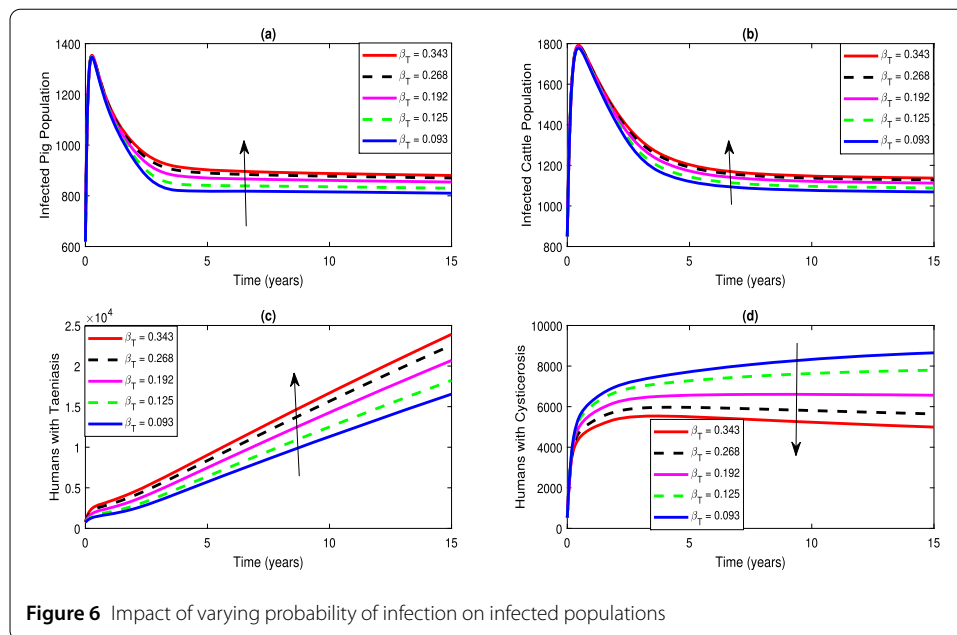 (a)
1400
1200
1000
800
600
Infected Pig Population
0 5 10 15
Time (years)
β_T = 0.343
β_T = 0.268
β_T = 0.192
β_T = 0.125
β_T = 0.093
(b)
1800
1600
1400
1200
1000
800
Infected Cattle Population
0 5 10 15
Time (years)
β_T = 0.343
β_T = 0.268
β_T = 0.192
β_T = 0.125
β_T = 0.093
(c)
×10^4
2.5
2
1.5
1
0.5
0
Humans with Taeniasis
0 5 10 15
Time (years)
β_T = 0.343
β_T = 0.268
β_T = 0.192
β_T = 0.125
β_T = 0.093
(d)
10000
8000
6000
4000
2000
0
Humans with Cysticerosis
0 5 10 15
Time (years)
β_T = 0.343
β_T = 0.268
β_T = 0.192
β_T = 0.125
β_T = 0.093
Figure 6 Impact of varying probability of infection on infected populations